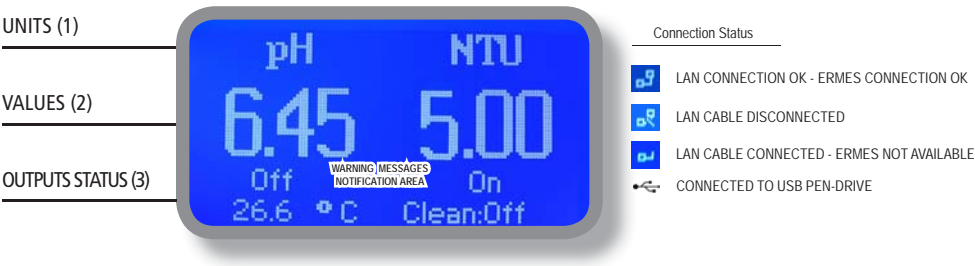 UNITS (1)
VALUES (2)
OUTPUTS STATUS (3)
pH NTU
6.45 5.00
WARNING MESSAGES
NOTIFICATION AREA
Off On
26.6 °C Clean:Off
Connection Status
LAN CONNECTION OK - ERMES CONNECTION OK
LAN CABLE DISCONNECTED
LAN CABLE CONNECTED - ERMES NOT AVAILABLE
CONNECTED TO USB PEN-DRIVE